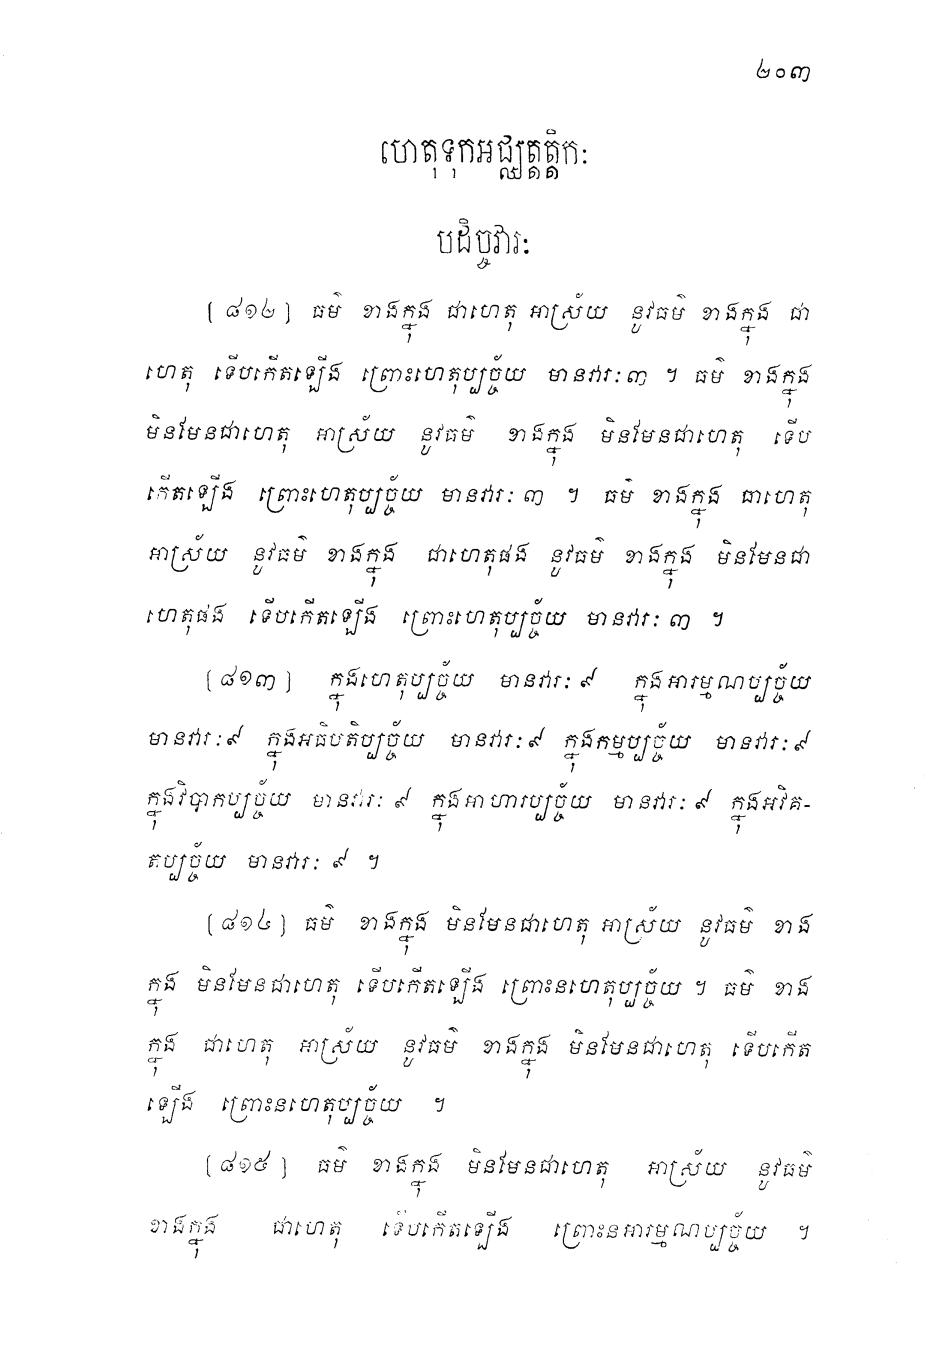 ២០៣
ហេតុទុកអជ្ឈត្តត្តិកៈ
បដិច្ចវារៈ
(៨១២) ធម៌ ខាងក្នុង ជាហេតុ អាស្រ័យ នូវធម៌ ខាងក្នុង ជា
ហេតុ ទើបកើតឡើង ព្រោះហេតុប្បច្ច័យ មានវារៈ៣ ។ ធម៌ ខាងក្នុង
មិនមែនជាហេតុ អាស្រ័យ នូវធម៌ ខាងក្នុង មិនមែនជាហេតុ ទើប
កើតឡើង ព្រោះហេតុប្បច្ច័យ មានវារៈ ៣ ។ ធម៌ ខាងក្នុង ជាហេតុ
អាស្រ័យ នូវធម៌ ខាងក្នុង ជាហេតុផង នូវធម៌ ខាងក្នុង មិនមែនជា
ហេតុផង ទើបកើតឡើង ព្រោះហេតុប្បច្ច័យ មានវារៈ ៣ ។
(៨១៣) ក្នុងហេតុប្បច្ច័យ មានវារៈ ៩ ក្នុងអារម្មណប្បច្ច័យ
មានវារៈ៩ ក្នុងអធិបតិប្បច្ច័យ មានវារៈ៩ ក្នុងកម្មប្បច្ច័យ មានវារៈ៩
ក្នុងវិបាកប្បច្ច័យ មានវារៈ ៩ ក្នុងអាហារប្បច្ច័យ មានវារៈ ៩ ក្នុងអវិគ-
តប្បច្ច័យ មានវារៈ ៩ ។
(៨១៤) ធម៌ ខាងក្នុង មិនមែនជាហេតុ អាស្រ័យ នូវធម៌ ខាង
ក្នុង មិនមែនជាហេតុ ទើបកើតឡើង ព្រោះនហេតុប្បច្ច័យ ។ ធម៌ ខាង
ក្នុង ជាហេតុ អាស្រ័យ នូវធម៌ ខាងក្នុង មិនមែនជាហេតុ ទើបកើត
ឡើង ព្រោះនហេតុប្បច្ច័យ ។
(៨១៥) ធម៌ ខាងក្នុង មិនមែនជាហេតុ អាស្រ័យ នូវធម៌
ខាងក្នុង ជាហេតុ ទើបកើតឡើង ព្រោះនអារម្មណប្បច្ច័យ ។